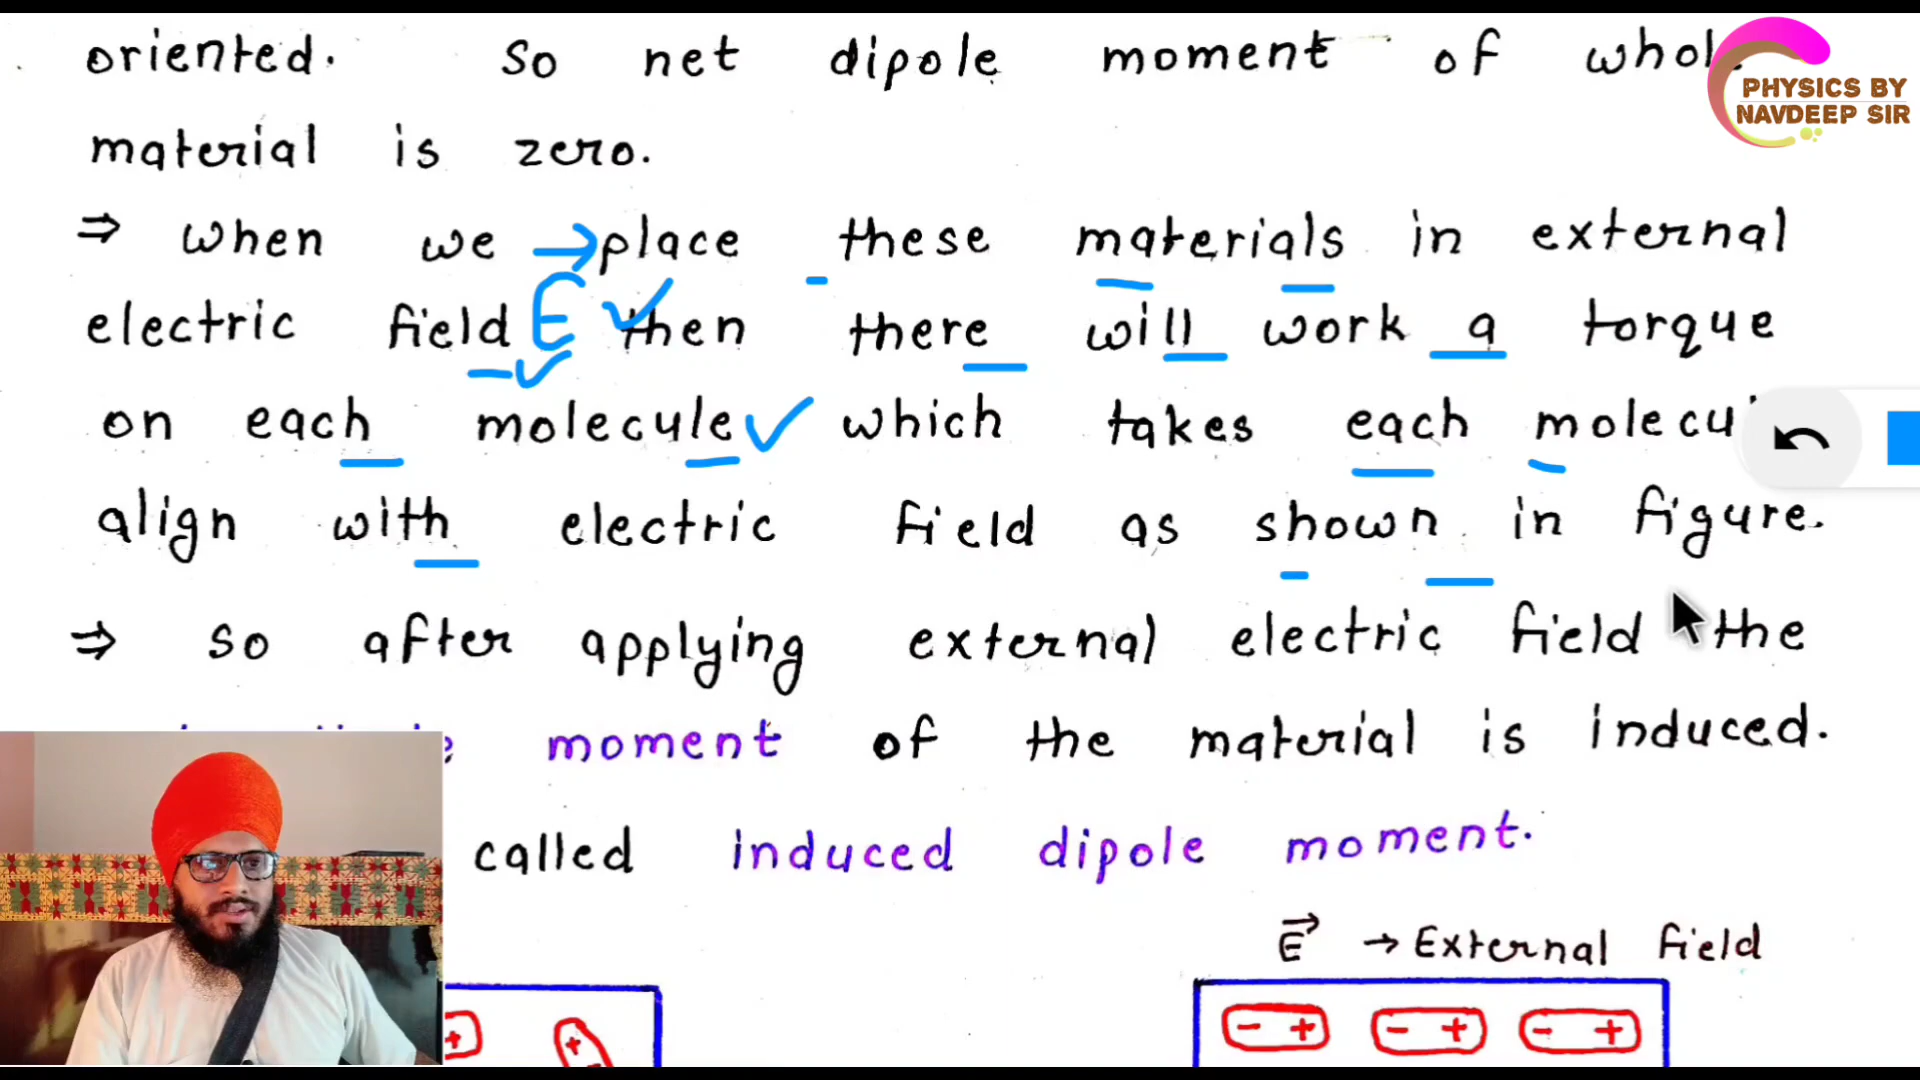 oriented. So net dipole moment of
PHYSICS BY
NAVDEEP SIR
material is zero.
⇒ when we → place these materials in external
electric field E then there will work a torque
on each molecule which takes each
align with electric field as shown in figure.
⇒ so after applying external electric field the
moment of the material is induced.
called induced dipole moment.
E⃗ → External field
- + - + - +
+ +
-